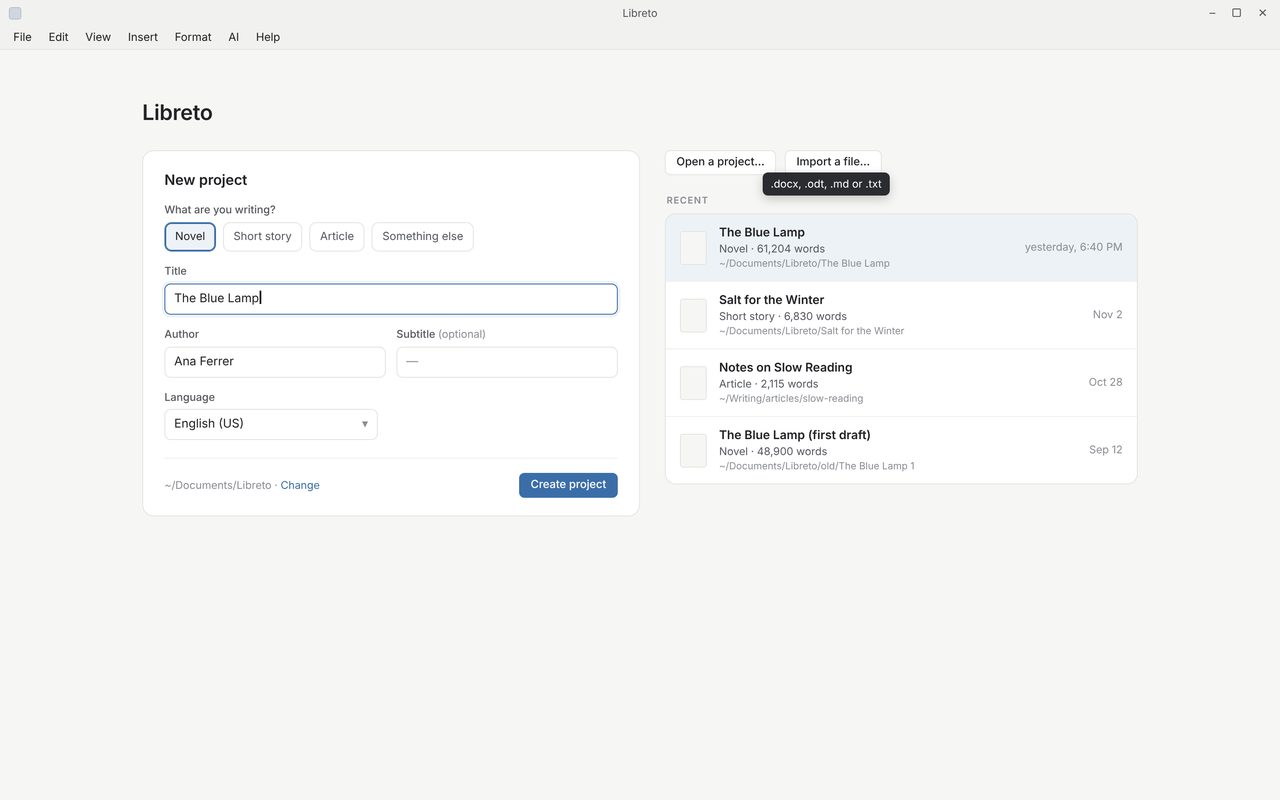 Libreto
File Edit View Insert Format AI Help
Libreto
New project
What are you writing?
Novel Short story Article Something else
Title
The Blue Lamp
Author Subtitle (optional)
Ana Ferrer —
Language
English (US)
~/Documents/Libreto · Change Create project
Open a project... Import a file...
.docx, .odt, .md or .txt
RECENT
The Blue Lamp
Novel · 61,204 words
~/Documents/Libreto/The Blue Lamp
yesterday, 6:40 PM
Salt for the Winter
Short story · 6,830 words
~/Documents/Libreto/Salt for the Winter
Nov 2
Notes on Slow Reading
Article · 2,115 words
~/Writing/articles/slow-reading
Oct 28
The Blue Lamp (first draft)
Novel · 48,900 words
~/Documents/Libreto/old/The Blue Lamp 1
Sep 12